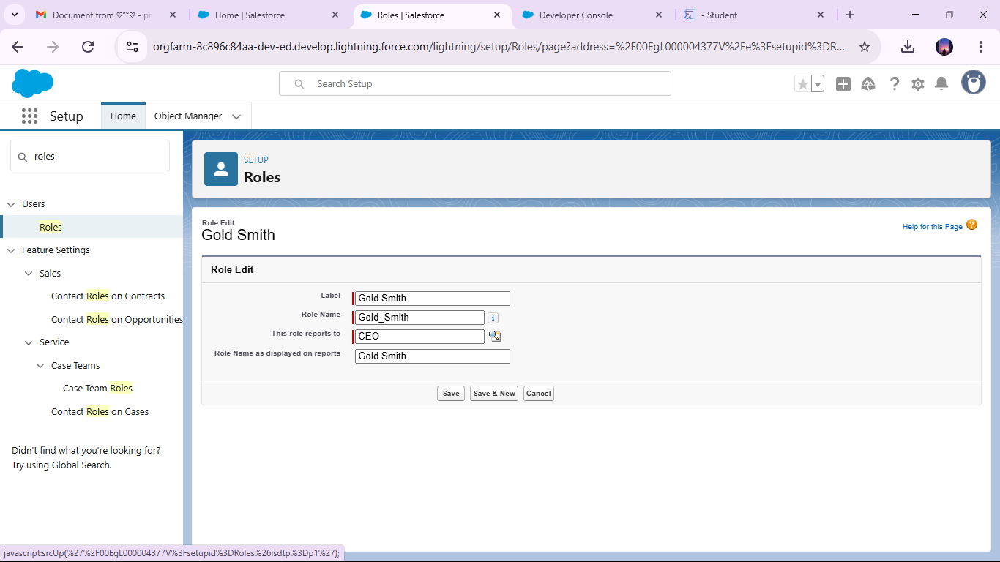 Document from ♡°°♡ - pr
Home | Salesforce
Roles | Salesforce
Developer Console
- Student
orgfarm-8c896c84aa-dev-ed.develop.lightning.force.com/lightning/setup/Roles/page?address=%2F00EgL000004377V%2Fe%3Fsetupid%3DR...
Search Setup
Setup
Home
Object Manager
roles
Users
Roles
Feature Settings
Sales
Contact Roles on Contracts
Contact Roles on Opportunities
Service
Case Teams
Case Team Roles
Contact Roles on Cases
Didn't find what you're looking for?
Try using Global Search.
SETUP
Roles
Role Edit
Gold Smith
Help for this Page
Role Edit
Label Gold Smith
Role Name Gold_Smith
This role reports to CEO
Role Name as displayed on reports Gold Smith
Save Save & New Cancel
javascript:srcUp(%27%2F00EgL000004377V%3Fsetupid%3DRoles%26isdtp%3Dp1%27);